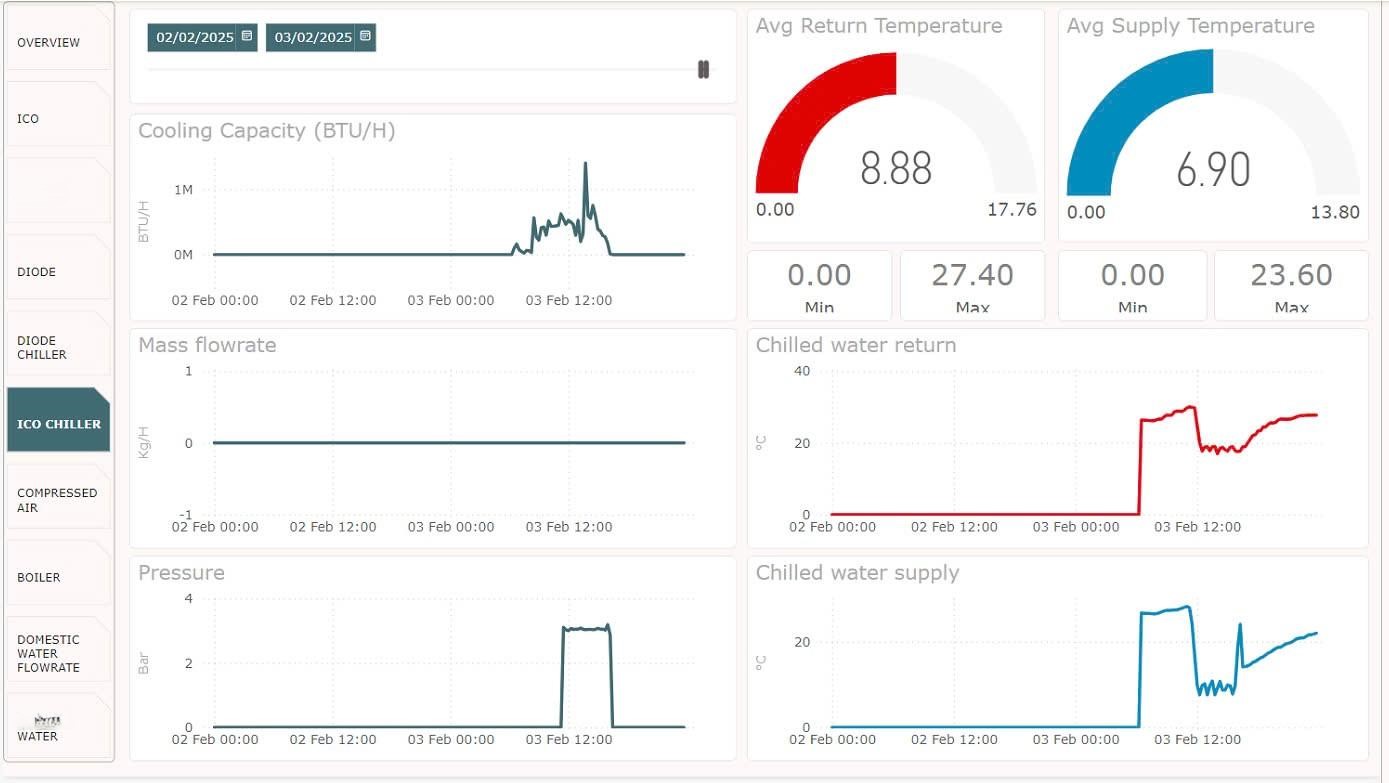 OVERVIEW
ICO
DIODE
DIODE
CHILLER
ICO CHILLER
COMPRESSED
AIR
BOILER
DOMESTIC
WATER
FLOWRATE
WATER
02/02/2025 03/02/2025
Cooling Capacity (BTU/H)
BTU/H
1M
0M
02 Feb 00:00 02 Feb 12:00 03 Feb 00:00 03 Feb 12:00
Mass flowrate
Kg/H
1
0
-1
02 Feb 00:00 02 Feb 12:00 03 Feb 00:00 03 Feb 12:00
Pressure
Bar
4
2
0
02 Feb 00:00 02 Feb 12:00 03 Feb 00:00 03 Feb 12:00
Avg Return Temperature
8.88
0.00 17.76
0.00
Min
27.40
Max
Avg Supply Temperature
6.90
0.00 13.80
0.00
Min
23.60
Max
Chilled water return
°C
40
20
0
02 Feb 00:00 02 Feb 12:00 03 Feb 00:00 03 Feb 12:00
Chilled water supply
°C
20
0
02 Feb 00:00 02 Feb 12:00 03 Feb 00:00 03 Feb 12:00